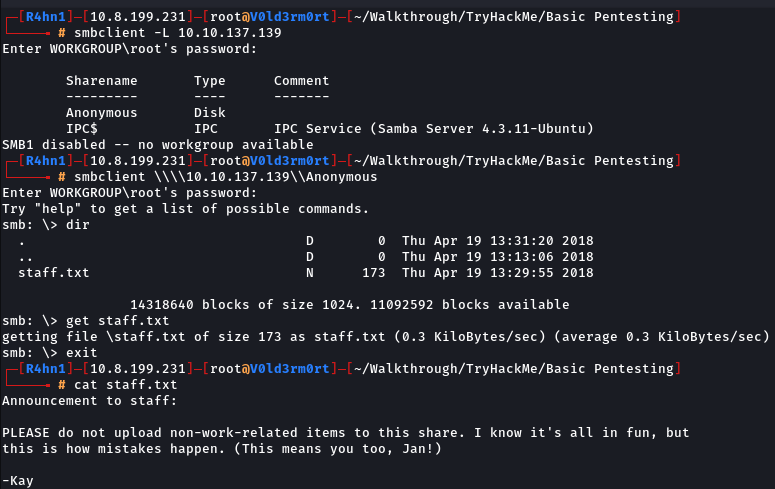 ┌─[R4hn1]─[10.8.199.231]─[root@V0ld3rm0rt]─[~/Walkthrough/TryHackMe/Basic Pentesting]
└──╼ # smbclient -L 10.10.137.139
Enter WORKGROUP\root's password:

        Sharename       Type      Comment
        ---------       ----      -------
        Anonymous       Disk
        IPC$            IPC       IPC Service (Samba Server 4.3.11-Ubuntu)
SMB1 disabled -- no workgroup available
┌─[R4hn1]─[10.8.199.231]─[root@V0ld3rm0rt]─[~/Walkthrough/TryHackMe/Basic Pentesting]
└──╼ # smbclient \\\\10.10.137.139\\Anonymous
Enter WORKGROUP\root's password:
Try "help" to get a list of possible commands.
smb: \> dir
  .                                   D        0  Thu Apr 19 13:31:20 2018
  ..                                  D        0  Thu Apr 19 13:13:06 2018
  staff.txt                           N      173  Thu Apr 19 13:29:55 2018

                14318640 blocks of size 1024. 11092592 blocks available
smb: \> get staff.txt
getting file \staff.txt of size 173 as staff.txt (0.3 KiloBytes/sec) (average 0.3 KiloBytes/sec)
smb: \> exit
┌─[R4hn1]─[10.8.199.231]─[root@V0ld3rm0rt]─[~/Walkthrough/TryHackMe/Basic Pentesting]
└──╼ # cat staff.txt
Announcement to staff:

PLEASE do not upload non-work-related items to this share. I know it's all in fun, but
this is how mistakes happen. (This means you too, Jan!)

-Kay